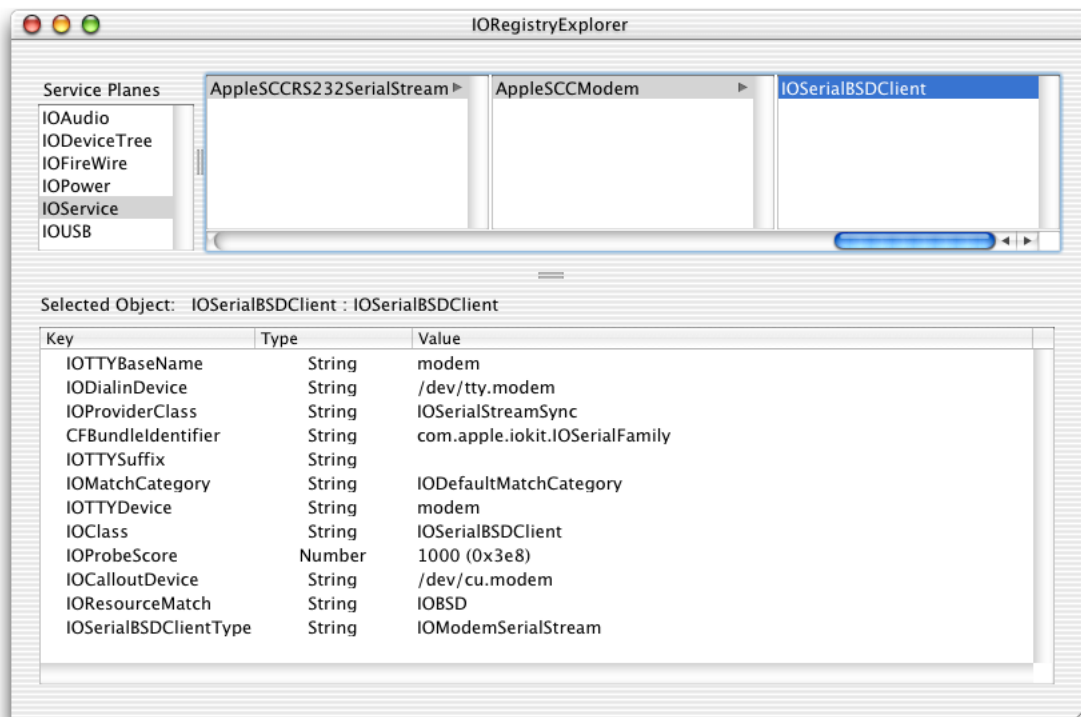 IORegistryExplorer
Service Planes
IOAudio
IODeviceTree
IOFireWire
IOPower
IOService
IOUSB
AppleSCCRS232SerialStream AppleSCCModem IOSerialBSDClient
Selected Object: IOSerialBSDClient : IOSerialBSDClient
Key Type Value
IOTTYBaseName String modem
IODialinDevice String /dev/tty.modem
IOProviderClass String IOSerialStreamSync
CFBundleIdentifier String com.apple.iokit.IOSerialFamily
IOTTYSuffix String
IOMatchCategory String IODefaultMatchCategory
IOTTYDevice String modem
IOClass String IOSerialBSDClient
IOProbeScore Number 1000 (0x3e8)
IOCalloutDevice String /dev/cu.modem
IOResourceMatch String IOBSD
IOSerialBSDClientType String IOModemSerialStream